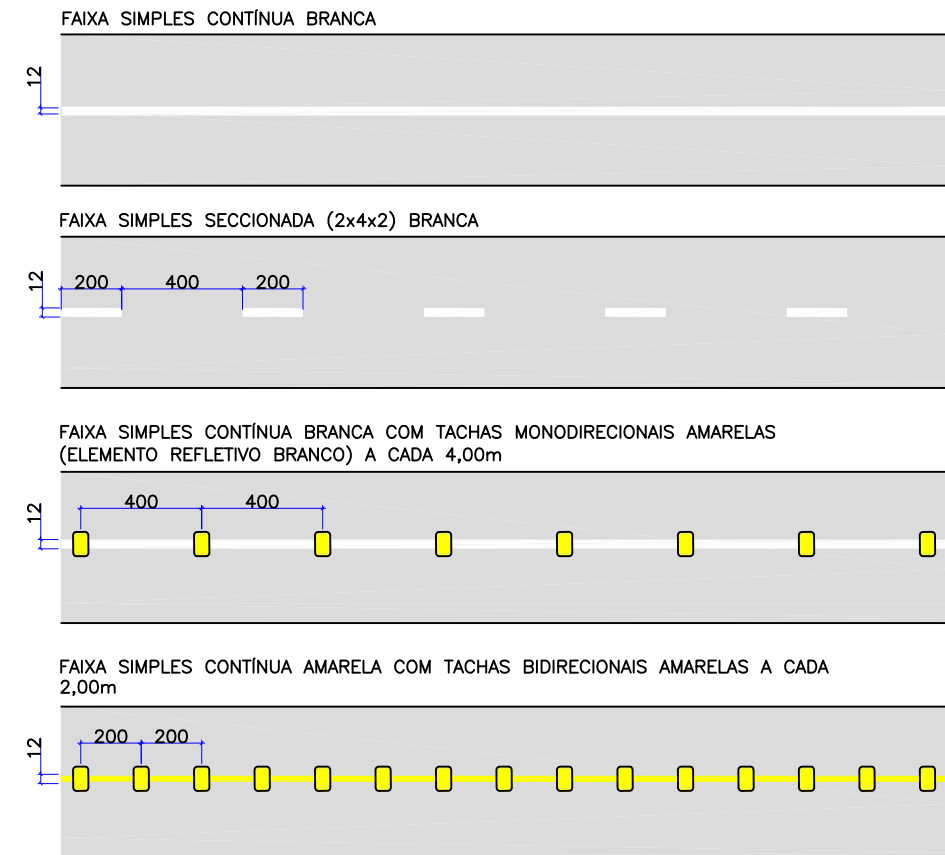 FAIXA SIMPLES CONTÍNUA BRANCA
12
FAIXA SIMPLES SECCIONADA (2x4x2) BRANCA
12
200 400 200
FAIXA SIMPLES CONTÍNUA BRANCA COM TACHAS MONODIRECIONAIS AMARELAS
(ELEMENTO REFLETIVO BRANCO) A CADA 4,00m
12
400 400
FAIXA SIMPLES CONTÍNUA AMARELA COM TACHAS BIDIRECIONAIS AMARELAS A CADA
2,00m
12
200 200